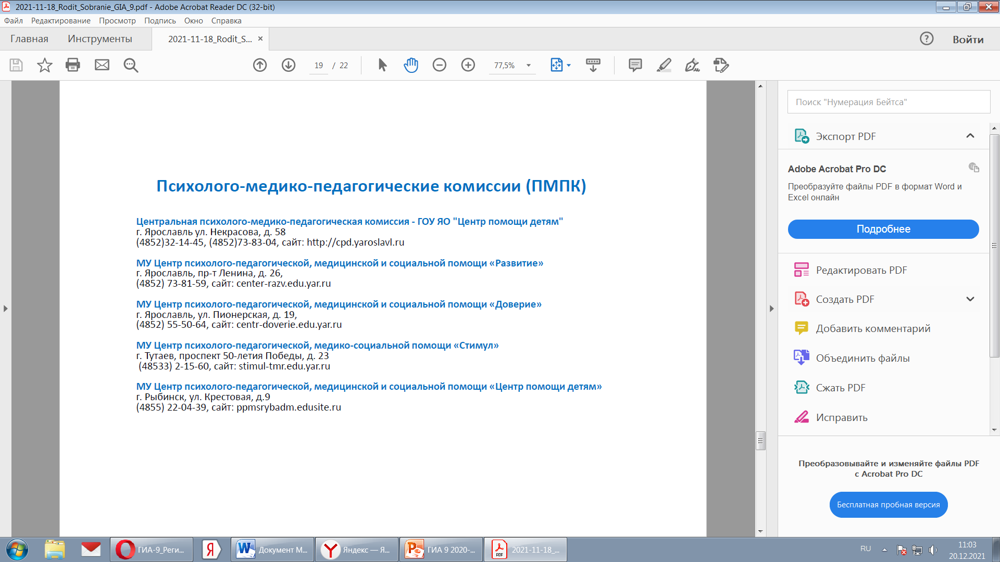 2021-11-18_Rodit_Sobranie_GIA_9.pdf - Adobe Acrobat Reader DC (32-bit)
Файл Редактирование Просмотр Подпись Окно Справка
Главная Инструменты 2021-11-18_Rodit_S... × Войти
19 / 22 77,5%
Психолого-медико-педагогические комиссии (ПМПК)
Центральная психолого-медико-педагогическая комиссия - ГОУ ЯО "Центр помощи детям"
г. Ярославль ул. Некрасова, д. 58
(4852)32-14-45, (4852)73-83-04, сайт: http://cpd.yaroslavl.ru
МУ Центр психолого-педагогической, медицинской и социальной помощи «Развитие»
г. Ярославль, пр-т Ленина, д. 26,
(4852) 73-81-59, сайт: center-razv.edu.yar.ru
МУ Центр психолого-педагогической, медицинской и социальной помощи «Доверие»
г. Ярославль, ул. Пионерская, д. 19,
(4852) 55-50-64, сайт: centr-doverie.edu.yar.ru
МУ Центр психолого-педагогической, медико-социальной помощи «Стимул»
г. Тутаев, проспект 50-летия Победы, д. 23
(48533) 2-15-60, сайт: stimul-tmr.edu.yar.ru
МУ Центр психолого-педагогической, медицинской и социальной помощи «Центр помощи детям»
г. Рыбинск, ул. Крестовая, д.9
(4855) 22-04-39, сайт: ppmsrybadm.edusite.ru
Поиск "Нумерация Бейтса"
Экспорт PDF
Adobe Acrobat Pro DC
Преобразуйте файлы PDF в формат Word и
Excel онлайн
Подробнее
Редактировать PDF
Создать PDF
Добавить комментарий
Объединить файлы
Сжать PDF
Исправить
Преобразовывайте и изменяйте файлы PDF
с Acrobat Pro DC
Бесплатная пробная версия
ГИА-9_Реги... Документ М... Яндекс — Я... ГИА 9 2020-... 2021-11-18_...
RU
11:03
20.12.2021